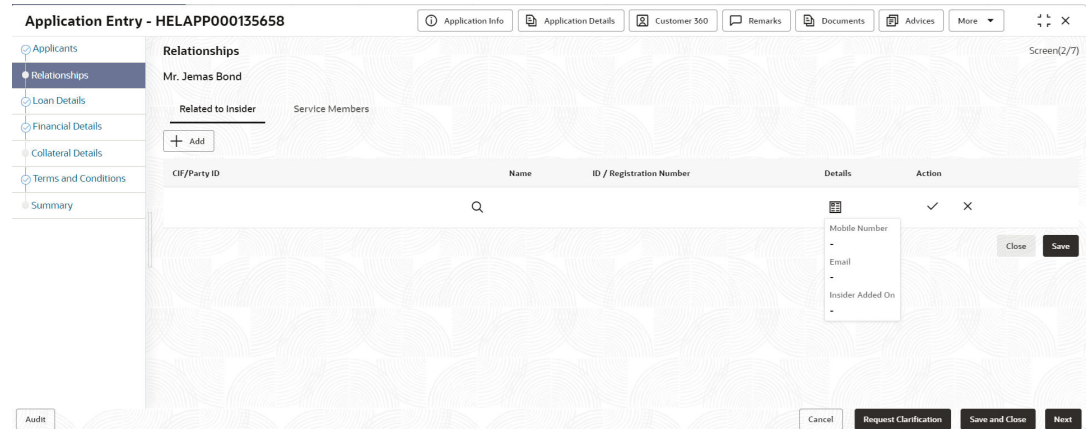 Application Entry - HELAPP000135658
Application Info
Application Details
Customer 360
Remarks
Documents
Advices
More
Applicants
Relationships
Loan Details
Financial Details
Collateral Details
Terms and Conditions
Summary
Relationships
Screen(2/7)
Mr. Jemas Bond
Related to Insider
Service Members
+ Add
CIF/Party ID
Name
ID / Registration Number
Details
Action
Mobile Number
-
Email
-
Insider Added On
-
Close
Save
Audit
Cancel
Request Clarification
Save and Close
Next